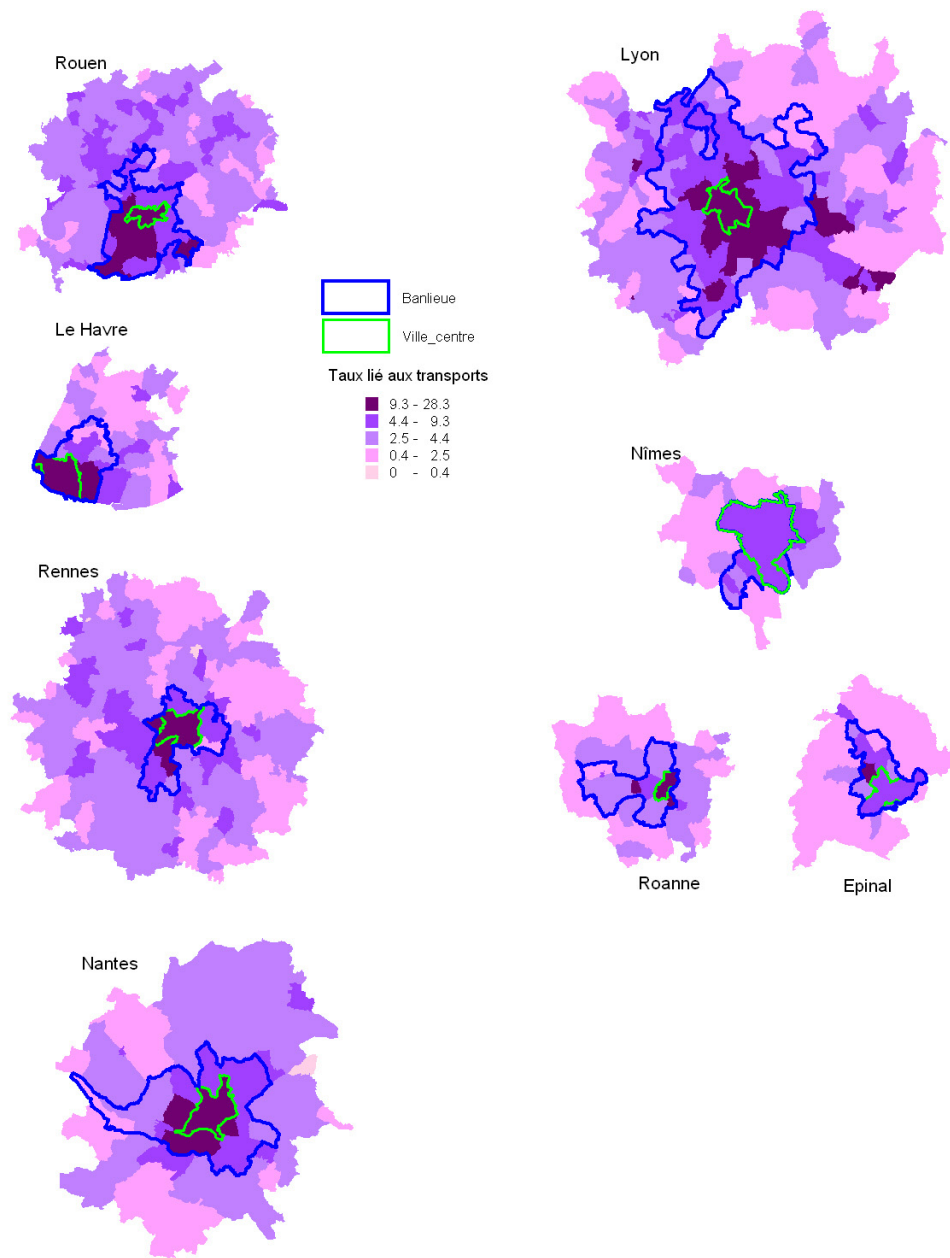 Rouen
Lyon
Banlieue
Ville_centre
Le Havre
Taux lié aux transports
9.3 - 28.3
4.4 - 9.3
2.5 - 4.4
0.4 - 2.5
0 - 0.4
Nîmes
Rennes
Roanne
Epinal
Nantes